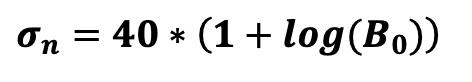 σₙ = 40 * (1 + log(B₀))